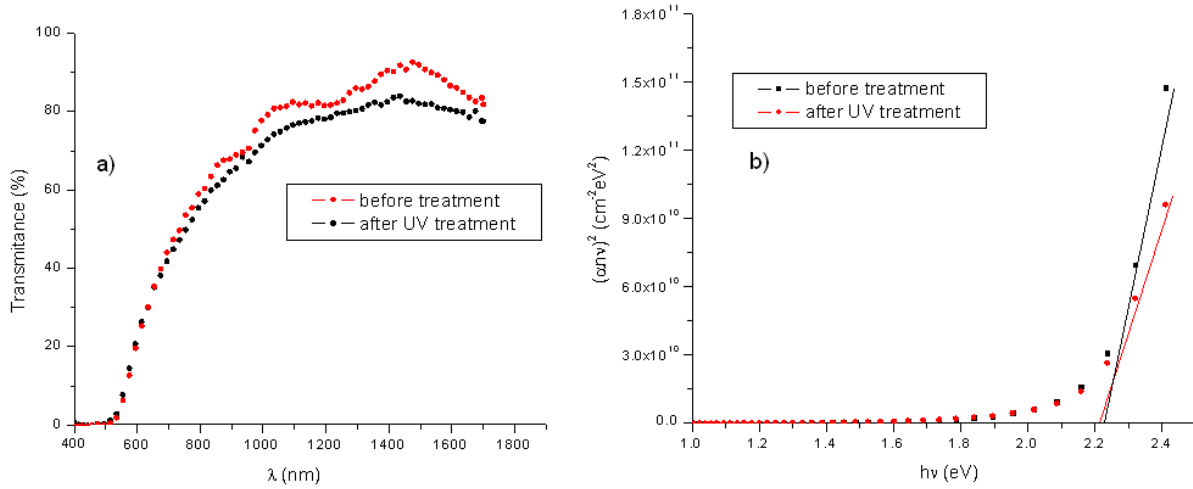 100
80
60
40
20
0
Transmitance (%)
a)
before treatment
after UV treatment
400 600 800 1000 1200 1400 1600 1800
λ (nm)
1.8x10¹¹
1.5x10¹¹
1.2x10¹¹
9.0x10¹⁰
6.0x10¹⁰
3.0x10¹⁰
0.0
(αhν)² (cm⁻²eV²)
before treatment
after UV treatment
b)
1.0 1.2 1.4 1.6 1.8 2.0 2.2 2.4
hν (eV)